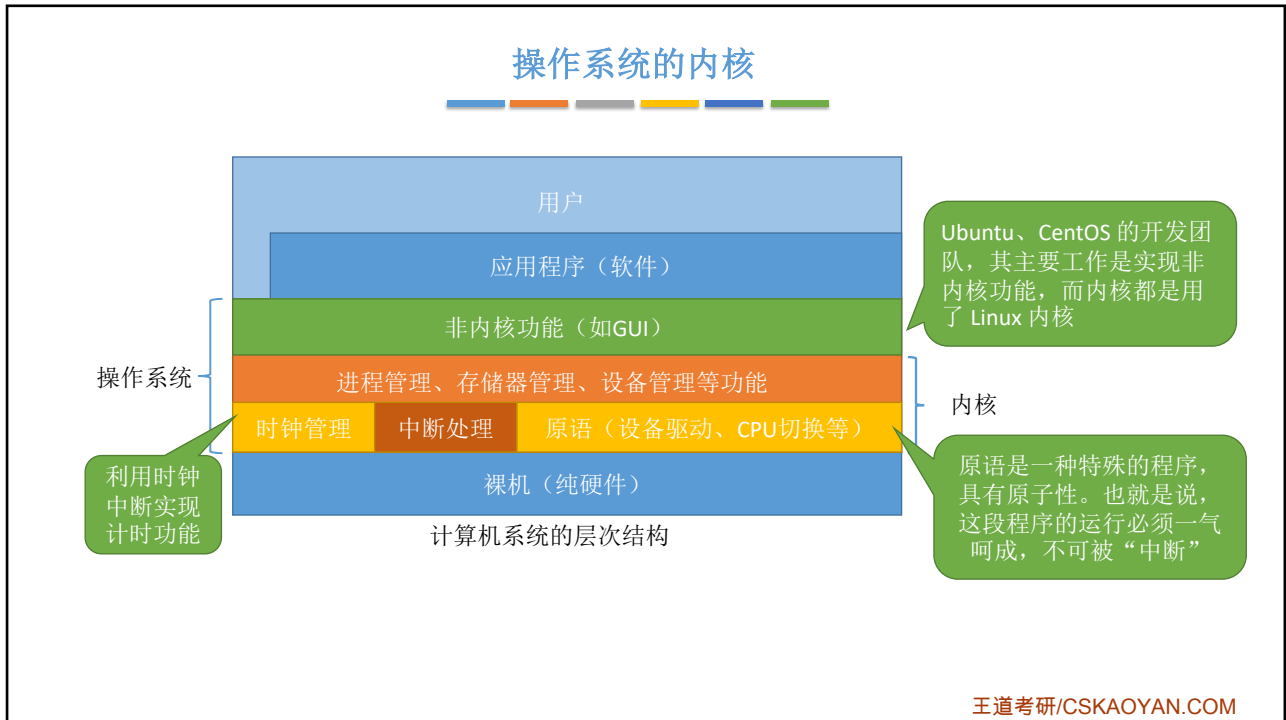 操作系统的内核
用户
应用程序（软件）
非内核功能（如GUI）
进程管理、存储器管理、设备管理等功能
时钟管理
中断处理
原语（设备驱动、CPU切换等）
裸机（纯硬件）
计算机系统的层次结构
操作系统
内核
利用时钟
中断实现
计时功能
Ubuntu、CentOS 的开发团
队，其主要工作是实现非
内核功能，而内核都是用
了 Linux 内核
原语是一种特殊的程序，
具有原子性。也就是说，
这段程序的运行必须一气
呵成，不可被“中断”
王道考研/CSKAOYAN.COM